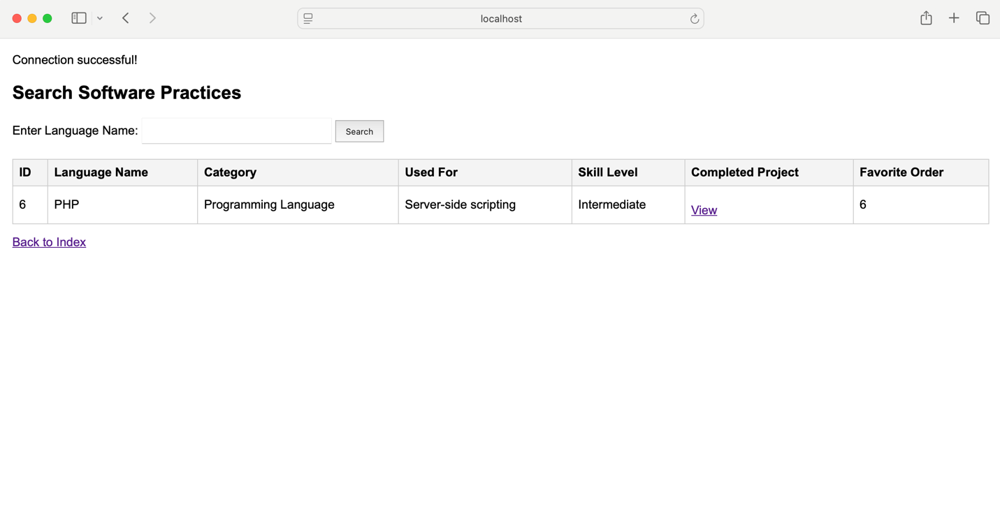 localhost
Connection successful!
Search Software Practices
Enter Language Name: Search
ID Language Name Category Used For Skill Level Completed Project Favorite Order
6 PHP Programming Language Server-side scripting Intermediate View 6
Back to Index